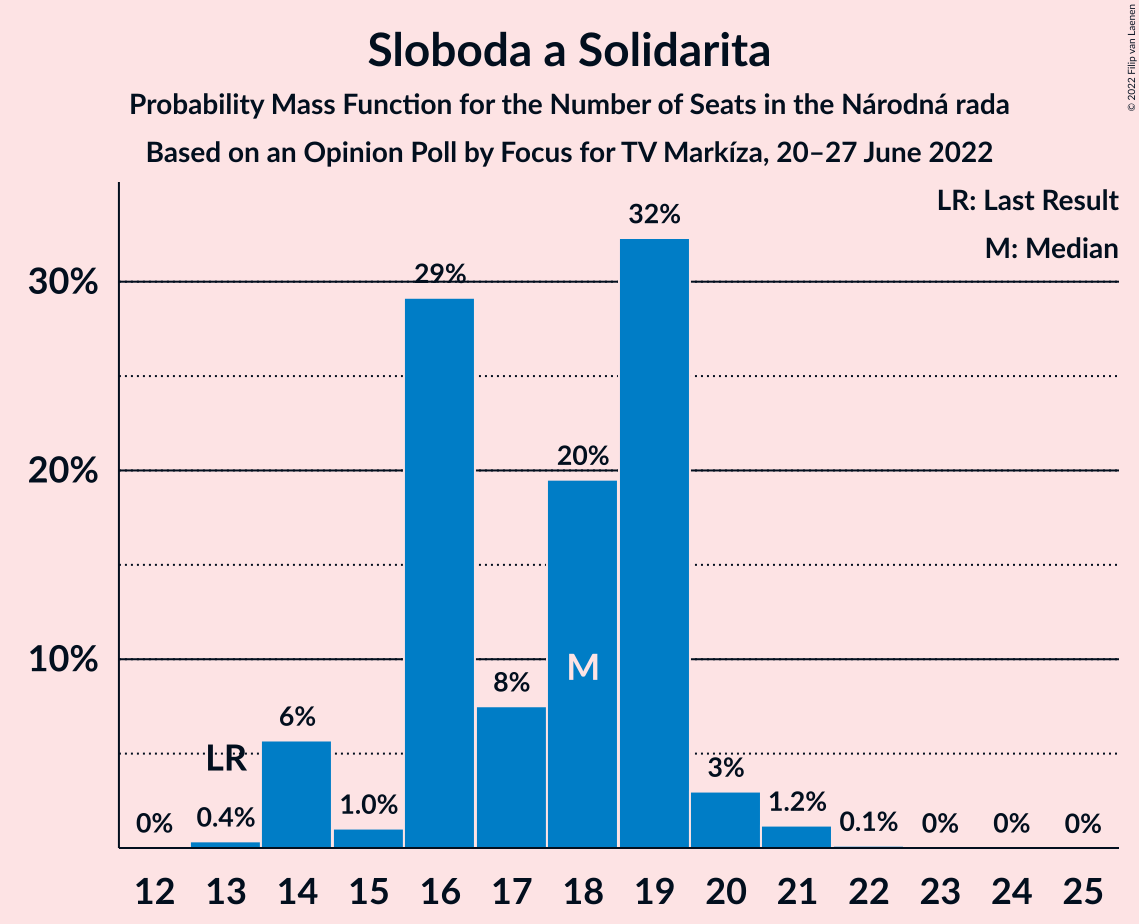 Sloboda a Solidarita
Probability Mass Function for the Number of Seats in the Národná rada
Based on an Opinion Poll by Focus for TV Markíza, 20–27 June 2022
© 2022 Filip van Laenen
LR: Last Result
M: Median
30%
20%
10%
0%
0.4%
LR
6%
1.0%
29%
8%
20%
M
32%
3%
1.2%
0.1%
0%
0%
0%
12 13 14 15 16 17 18 19 20 21 22 23 24 25